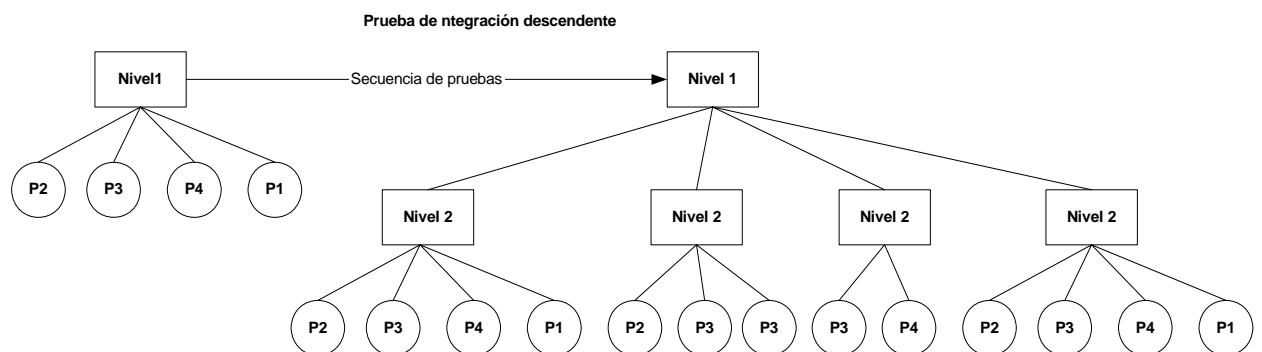 Prueba de ntegración descendente
Nivel1
Secuencia de pruebas
Nivel 1
P2
P3
P4
P1
Nivel 2
Nivel 2
Nivel 2
Nivel 2
P2
P3
P4
P1
P2
P3
P3
P3
P4
P2
P3
P4
P1